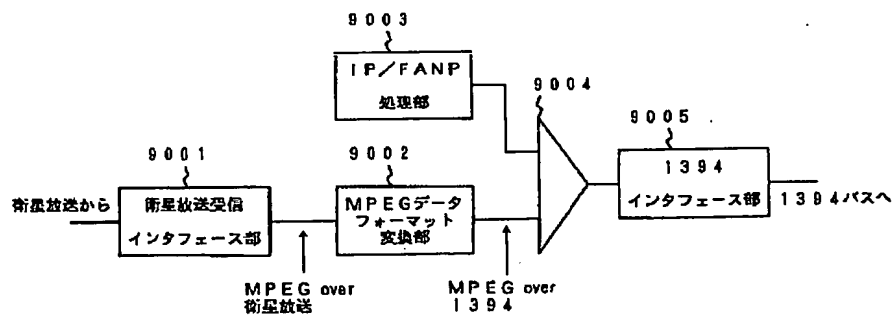 ９００３
ＩＰ／ＦＡＮＰ
処理部
９００４
９００５
１３９４
インタフェース部
１３９４バスへ
９００１
衛星放送から
衛星放送受信
インタフェース部
９００２
ＭＰＥＧデータ
フォーマット
変換部
ＭＰＥＧ over
衛星放送
ＭＰＥＧ over
１３９４